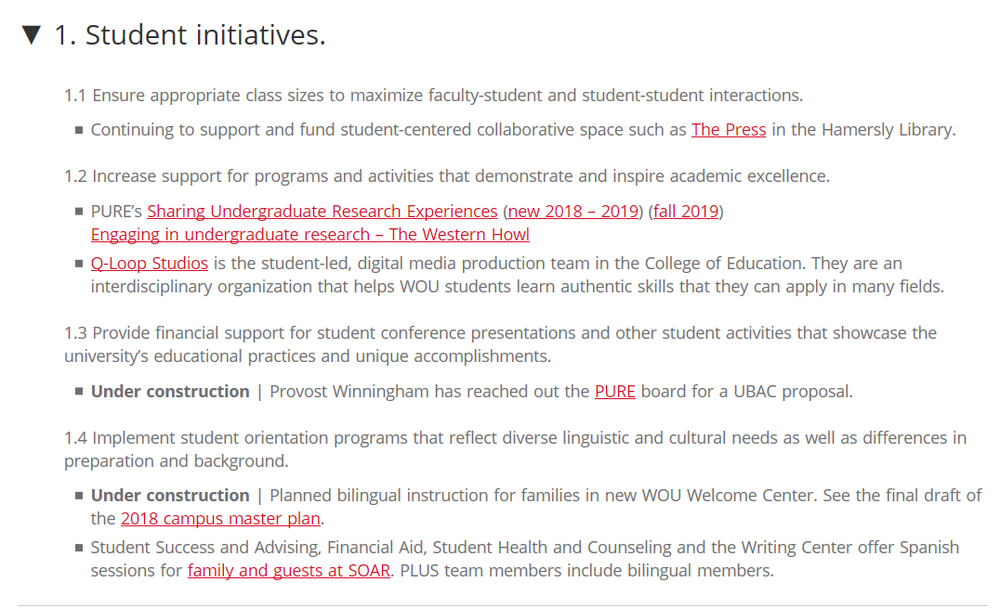 ▼ 1. Student initiatives.
1.1 Ensure appropriate class sizes to maximize faculty-student and student-student interactions.
▪ Continuing to support and fund student-centered collaborative space such as The Press in the Hamersly Library.
1.2 Increase support for programs and activities that demonstrate and inspire academic excellence.
▪ PURE’s Sharing Undergraduate Research Experiences (new 2018 – 2019) (fall 2019)
Engaging in undergraduate research – The Western Howl
▪ Q-Loop Studios is the student-led, digital media production team in the College of Education. They are an
interdisciplinary organization that helps WOU students learn authentic skills that they can apply in many fields.
1.3 Provide financial support for student conference presentations and other student activities that showcase the
university’s educational practices and unique accomplishments.
▪ Under construction | Provost Winningham has reached out the PURE board for a UBAC proposal.
1.4 Implement student orientation programs that reflect diverse linguistic and cultural needs as well as differences in
preparation and background.
▪ Under construction | Planned bilingual instruction for families in new WOU Welcome Center. See the final draft of
the 2018 campus master plan.
▪ Student Success and Advising, Financial Aid, Student Health and Counseling and the Writing Center offer Spanish
sessions for family and guests at SOAR. PLUS team members include bilingual members.